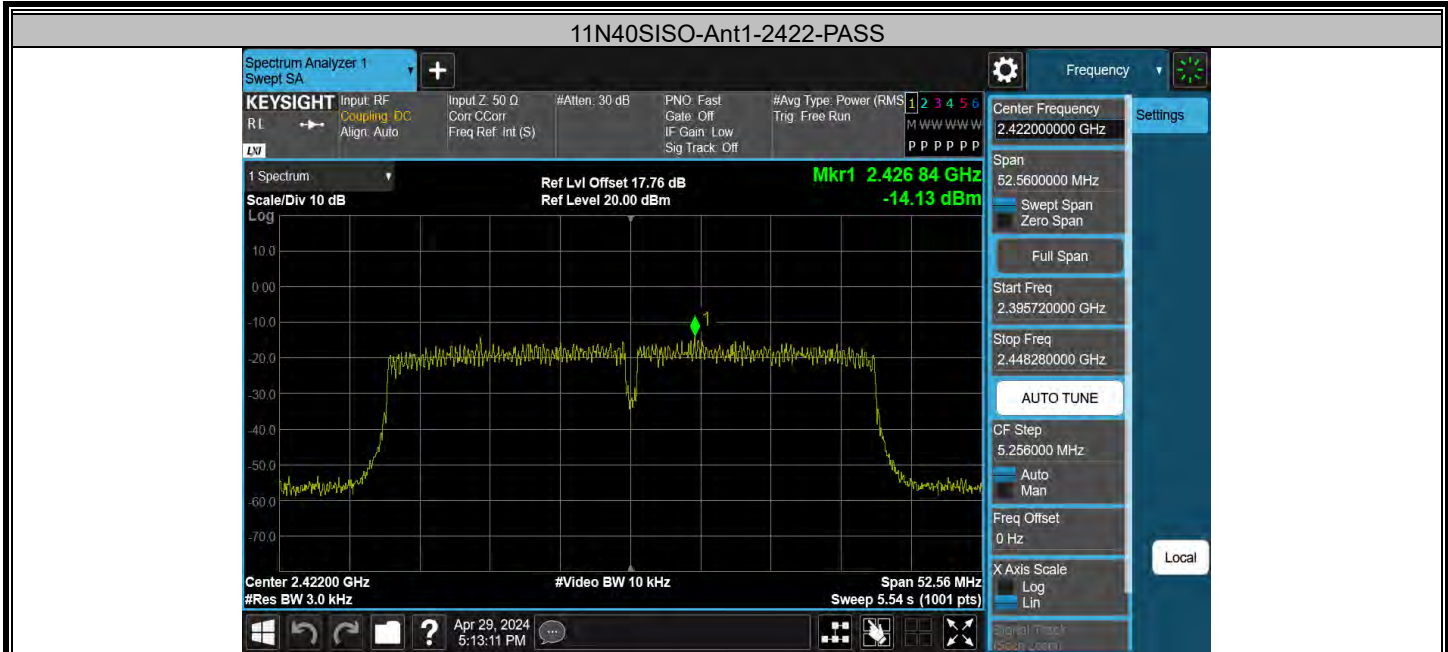 11N40SISO-Ant1-2422-PASS
Spectrum Analyzer 1
Swept SA
+
Frequency
KEYSIGHT
RL
LXI
Input: RF
Coupling: DC
Align: Auto
Input Z: 50 Ω
Corr CCorr
Freq Ref: Int (S)
#Atten: 30 dB
PNO: Fast
Gate: Off
IF Gain: Low
Sig Track: Off
#Avg Type: Power (RMS
Trig: Free Run
1 2 3 4 5 6
M W W W W W
P P P P P P
Center Frequency
2.422000000 GHz
Settings
Span
52.5600000 MHz
Swept Span
Zero Span
Full Span
Start Freq
2.395720000 GHz
Stop Freq
2.448280000 GHz
AUTO TUNE
CF Step
5.256000 MHz
Auto
Man
Freq Offset
0 Hz
X Axis Scale
Log
Lin
Signal Track
(Span Zoom)
Local
1 Spectrum
Scale/Div 10 dB
Log
Ref Lvl Offset 17.76 dB
Ref Level 20.00 dBm
Mkr1 2.426 84 GHz
-14.13 dBm
10.0
0.00
-10.0
-20.0
-30.0
-40.0
-50.0
-60.0
-70.0
1
Center 2.42200 GHz
#Res BW 3.0 kHz
#Video BW 10 kHz
Span 52.56 MHz
Sweep 5.54 s (1001 pts)
?
Apr 29, 2024
5:13:11 PM